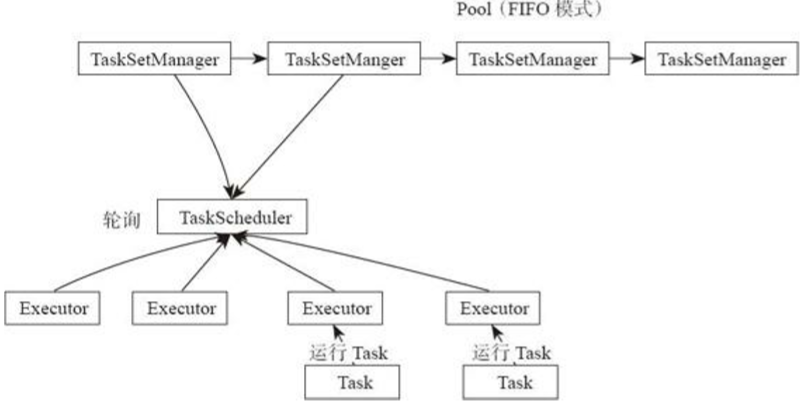 Pool（FIFO 模式）
TaskSetManager TaskSetManger TaskSetManager TaskSetManager
轮询 TaskScheduler
Executor Executor Executor Executor
运行 Task 运行 Task
Task Task